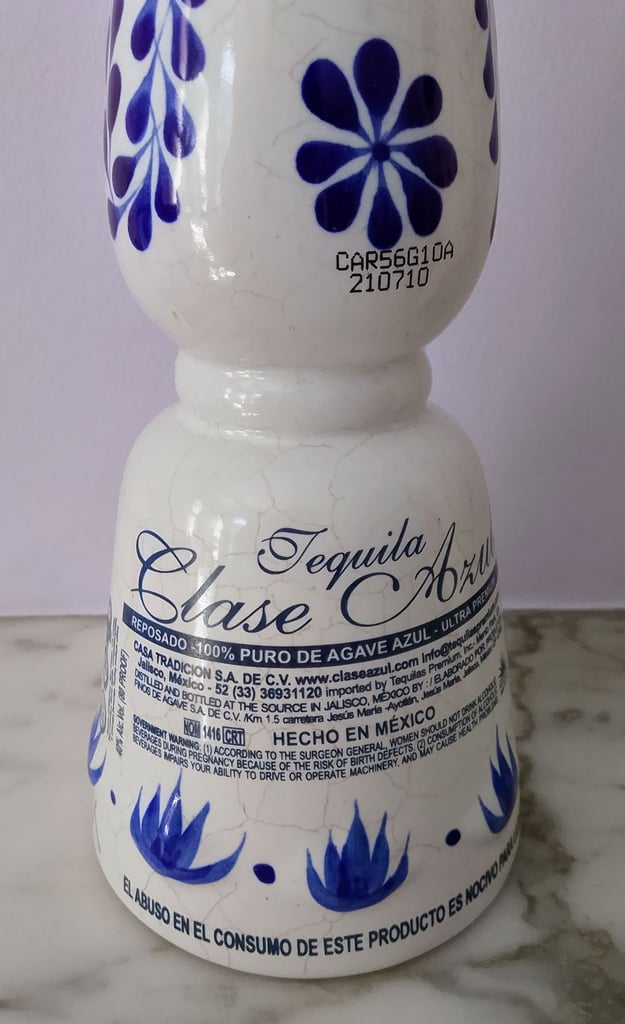 CAR56G10A
210710
Tequila
Clase Azul
REPOSADO -100% PURO DE AGAVE AZUL - ULTRA PREMIUM
CASA TRADICION S.A. DE C.V. www.claseazul.com
Jalisco, México - 52 (33) 36931120 imported by Tequilas Premium, Inc-
DISTILLED AND BOTTLED AT THE SOURCE IN JALISCO, MÉXICO BY: / ELABORADO POR
FINOS DE AGAVE S.A. DE C.V. /Km 1.5 carretera Jesús María -Ayotlán, Jesús María, Jalisco,
40% Alc. Vol. (80 PROOF)
NOM 1416 CRT HECHO EN MÉXICO
GOVERNMENT WARNING: (1) ACCORDING TO THE SURGEON GENERAL, WOMEN SHOULD NOT DRINK ALCOHOLIC
BEVERAGES DURING PREGNANCY BECAUSE OF THE RISK OF BIRTH DEFECTS, (2) CONSUMPTION OF
BEVERAGES IMPAIRS YOUR ABILITY TO DRIVE OR OPERATE MACHINERY, AND MAY CAUSE HEALTH PROBLEMS.
EL ABUSO EN EL CONSUMO DE ESTE PRODUCTO ES NOCIVO PARA